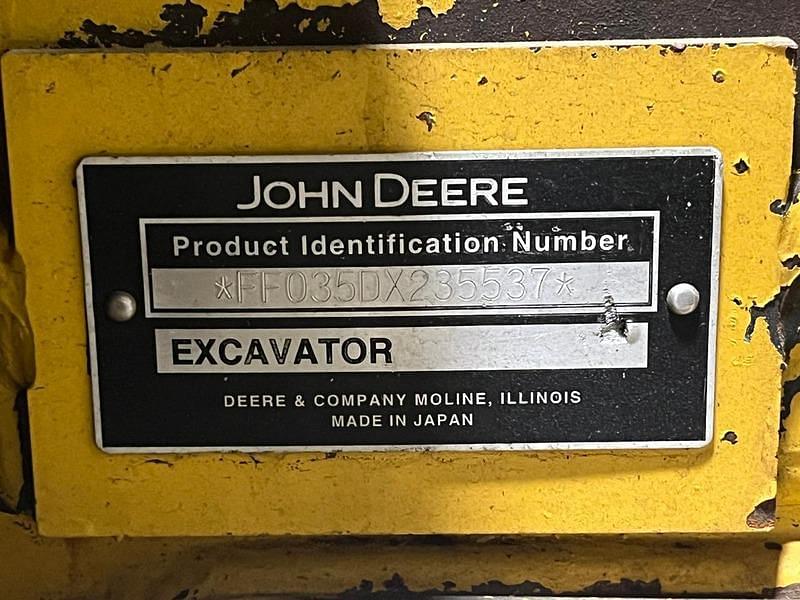 JOHN DEERE
Product Identification Number
*FF035DX235537*
EXCAVATOR
DEERE & COMPANY MOLINE, ILLINOIS
MADE IN JAPAN